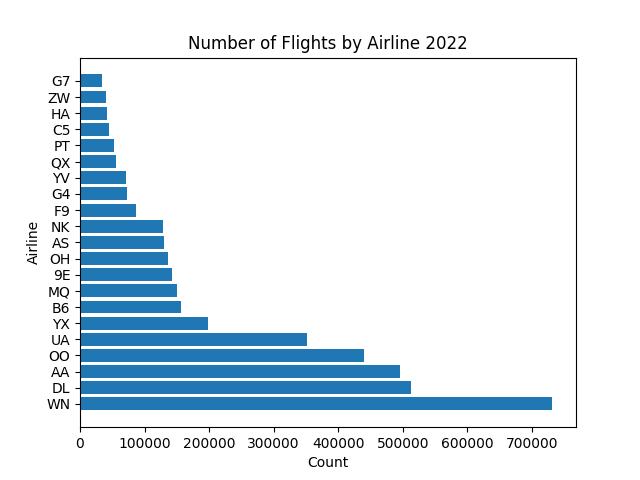 Number of Flights by Airline 2022
Airline
G7
ZW
HA
C5
PT
QX
YV
G4
F9
NK
AS
OH
9E
MQ
B6
YX
UA
OO
AA
DL
WN
0 100000 200000 300000 400000 500000 600000 700000
Count